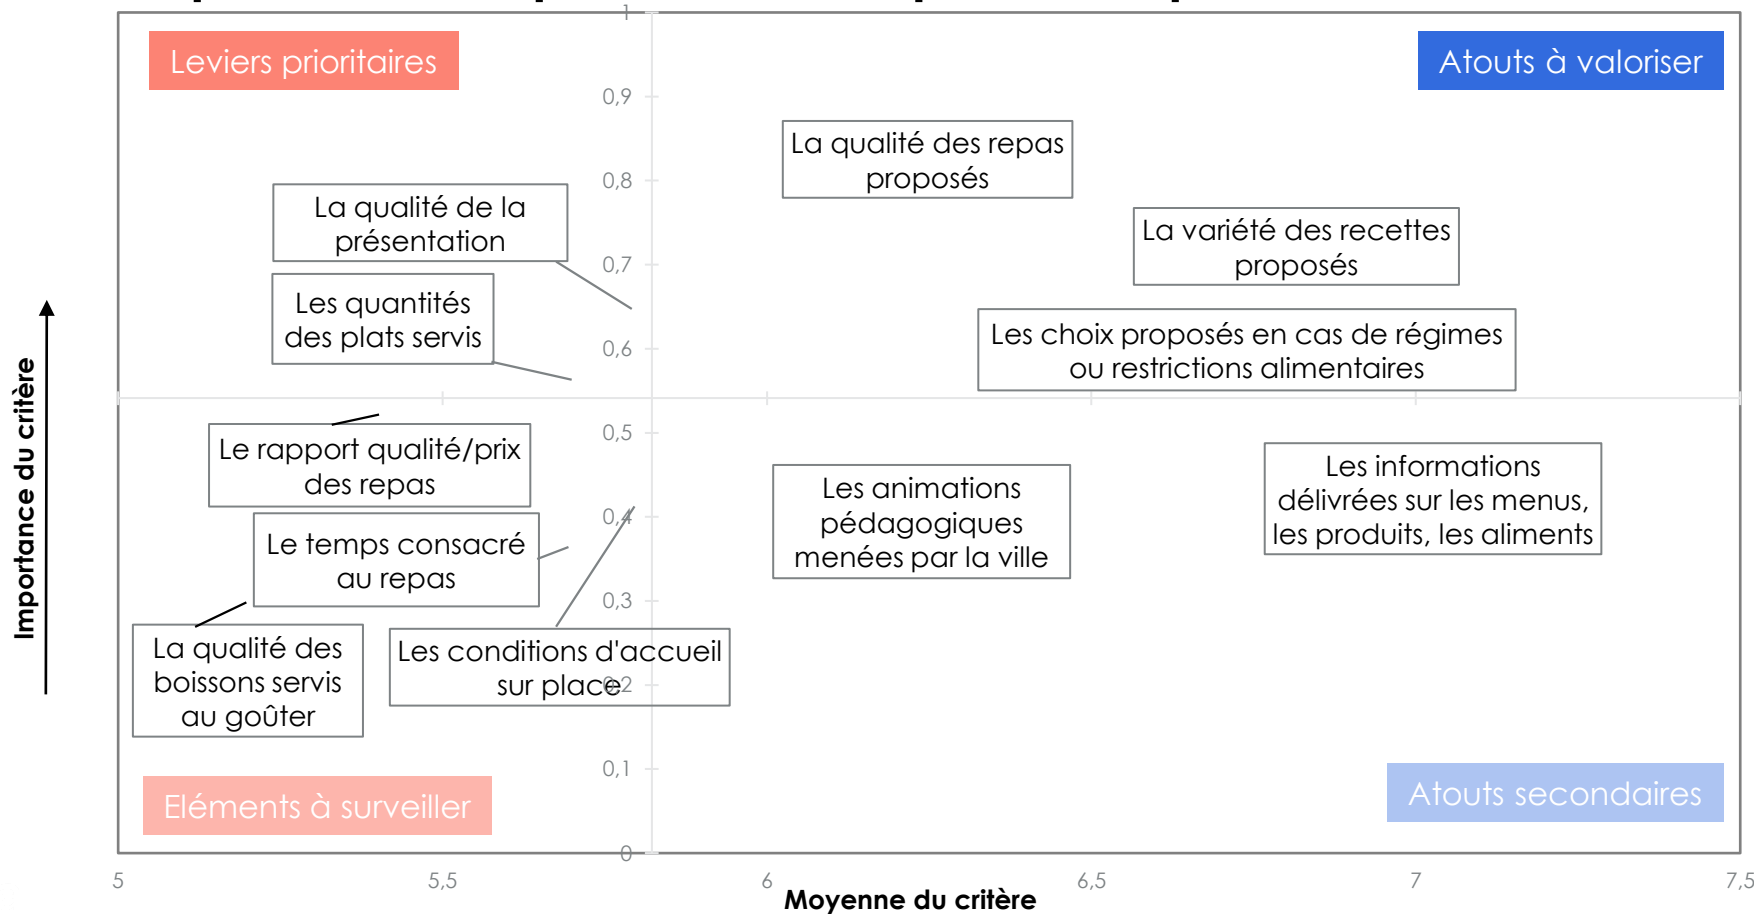 1
Leviers prioritaires
Atouts à valoriser
0,9
La qualité des repas
proposés
0,8
La qualité de la
présentation
La variété des recettes
proposés
0,7
Les quantités
des plats servis
0,6
Les choix proposés en cas de régimes
ou restrictions alimentaires
Importance du critère
0,5
Le rapport qualité/prix
des repas
Les animations
pédagogiques
menées par la ville
Les informations
délivrées sur les menus,
les produits, les aliments
0,4
Le temps consacré
au repas
0,3
La qualité des
boissons servis
au goûter
Les conditions d'accueil
sur place
0,2
0,1
Eléments à surveiller
Atouts secondaires
0
5
5,5
6
6,5
7
7,5
Moyenne du critère